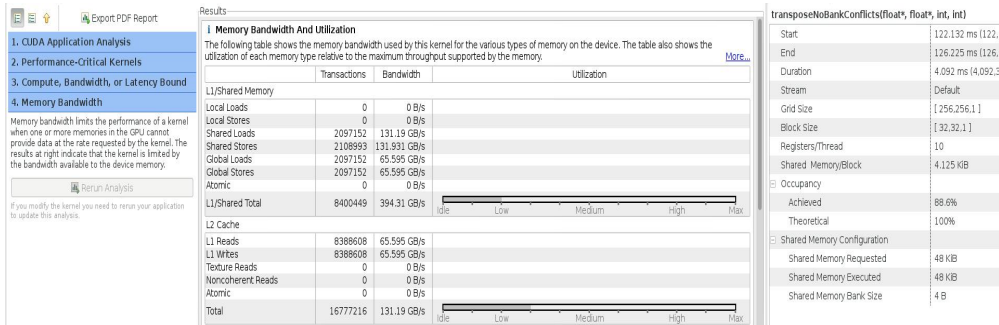 Export PDF Report
1. CUDA Application Analysis
2. Performance-Critical Kernels
3. Compute, Bandwidth, or Latency Bound
4. Memory Bandwidth
Memory bandwidth limits the performance of a kernel
when one or more memories in the GPU cannot
provide data at the rate requested by the kernel. The
results at right indicate that the kernel is limited by
the bandwidth available to the device memory.
Rerun Analysis
If you modify the kernel you need to rerun your application
to update this analysis.
Results
i Memory Bandwidth And Utilization
The following table shows the memory bandwidth used by this kernel for the various types of memory on the device. The table also shows the
utilization of each memory type relative to the maximum throughput supported by the memory. More...
Transactions Bandwidth Utilization
L1/Shared Memory
Local Loads 0 0 B/s
Local Stores 0 0 B/s
Shared Loads 2097152 131.19 GB/s
Shared Stores 2108993 131.931 GB/s
Global Loads 2097152 65.595 GB/s
Global Stores 2097152 65.595 GB/s
Atomic 0 0 B/s
L1/Shared Total 8400449 394.31 GB/s
Idle Low Medium High Max
L2 Cache
L1 Reads 8388608 65.595 GB/s
L1 Writes 8388608 65.595 GB/s
Texture Reads 0 0 B/s
Noncoherent Reads 0 0 B/s
Atomic 0 0 B/s
Total 16777216 131.19 GB/s
Idle Low Medium High Max
transposeNoBankConflicts(float*, float*, int, int)
Start 122.132 ms (122,
End 126.225 ms (126,
Duration 4.092 ms (4,092,3
Stream Default
Grid Size [ 256,256,1 ]
Block Size [ 32,32,1 ]
Registers/Thread 10
Shared Memory/Block 4.125 KiB
Occupancy
Achieved 88.6%
Theoretical 100%
Shared Memory Configuration
Shared Memory Requested 48 KiB
Shared Memory Executed 48 KiB
Shared Memory Bank Size 4 B